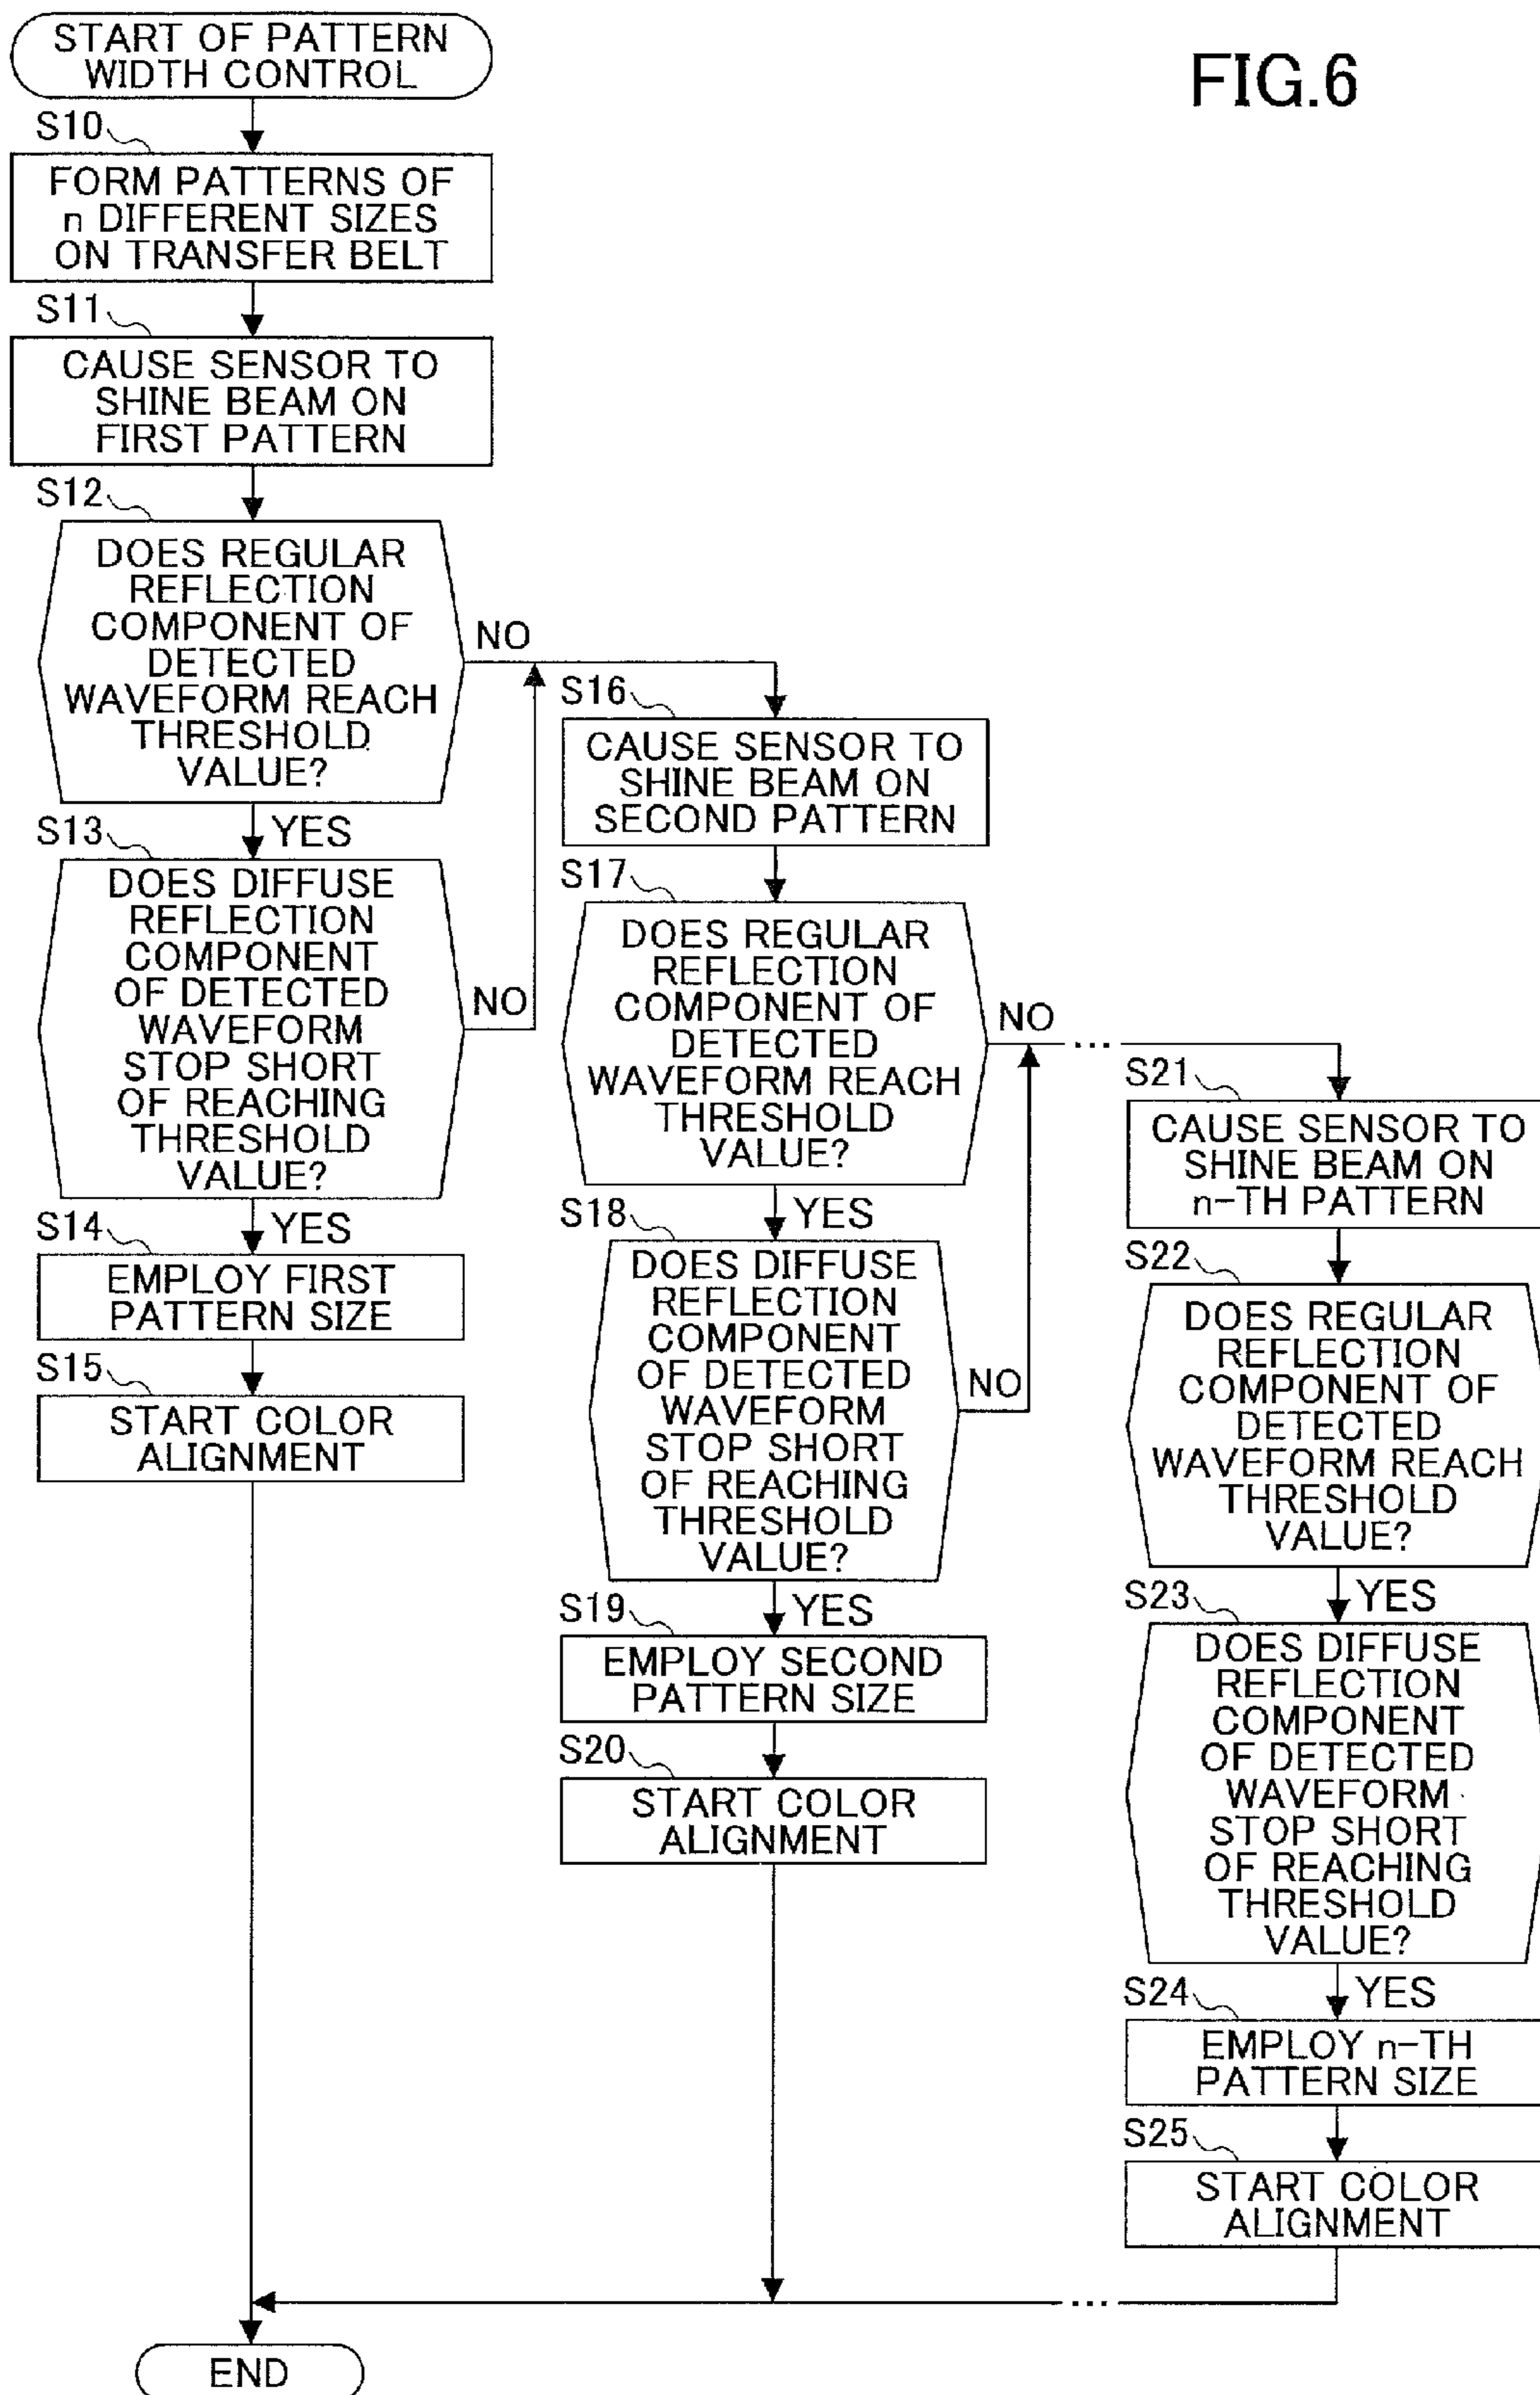 FIG.6
START OF PATTERN
WIDTH CONTROL
S10
FORM PATTERNS OF
n DIFFERENT SIZES
ON TRANSFER BELT
S11
CAUSE SENSOR TO
SHINE BEAM ON
FIRST PATTERN
S12
DOES REGULAR
REFLECTION
COMPONENT OF
DETECTED
WAVEFORM REACH
THRESHOLD
VALUE?
NO
YES
S13
DOES DIFFUSE
REFLECTION
COMPONENT
OF DETECTED
WAVEFORM
STOP SHORT
OF REACHING
THRESHOLD
VALUE?
NO
YES
S14
EMPLOY FIRST
PATTERN SIZE
S15
START COLOR
ALIGNMENT
S16
CAUSE SENSOR TO
SHINE BEAM ON
SECOND PATTERN
S17
DOES REGULAR
REFLECTION
COMPONENT OF
DETECTED
WAVEFORM REACH
THRESHOLD
VALUE?
NO
...
YES
S18
DOES DIFFUSE
REFLECTION
COMPONENT
OF DETECTED
WAVEFORM
STOP SHORT
OF REACHING
THRESHOLD
VALUE?
NO
YES
S19
EMPLOY SECOND
PATTERN SIZE
S20
START COLOR
ALIGNMENT
S21
CAUSE SENSOR TO
SHINE BEAM ON
n-TH PATTERN
S22
DOES REGULAR
REFLECTION
COMPONENT OF
DETECTED
WAVEFORM REACH
THRESHOLD
VALUE?
YES
S23
DOES DIFFUSE
REFLECTION
COMPONENT
OF DETECTED
WAVEFORM
STOP SHORT
OF REACHING
THRESHOLD
VALUE?
YES
S24
EMPLOY n-TH
PATTERN SIZE
S25
START COLOR
ALIGNMENT
...
END